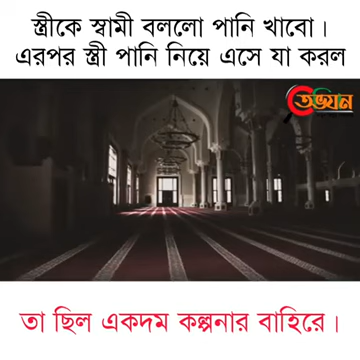 স্ত্রীকে স্বামী বললো পানি খাবো।
এরপর স্ত্রী পানি নিয়ে এসে যা করল
তা ছিল একদম কল্পনার বাহিরে।